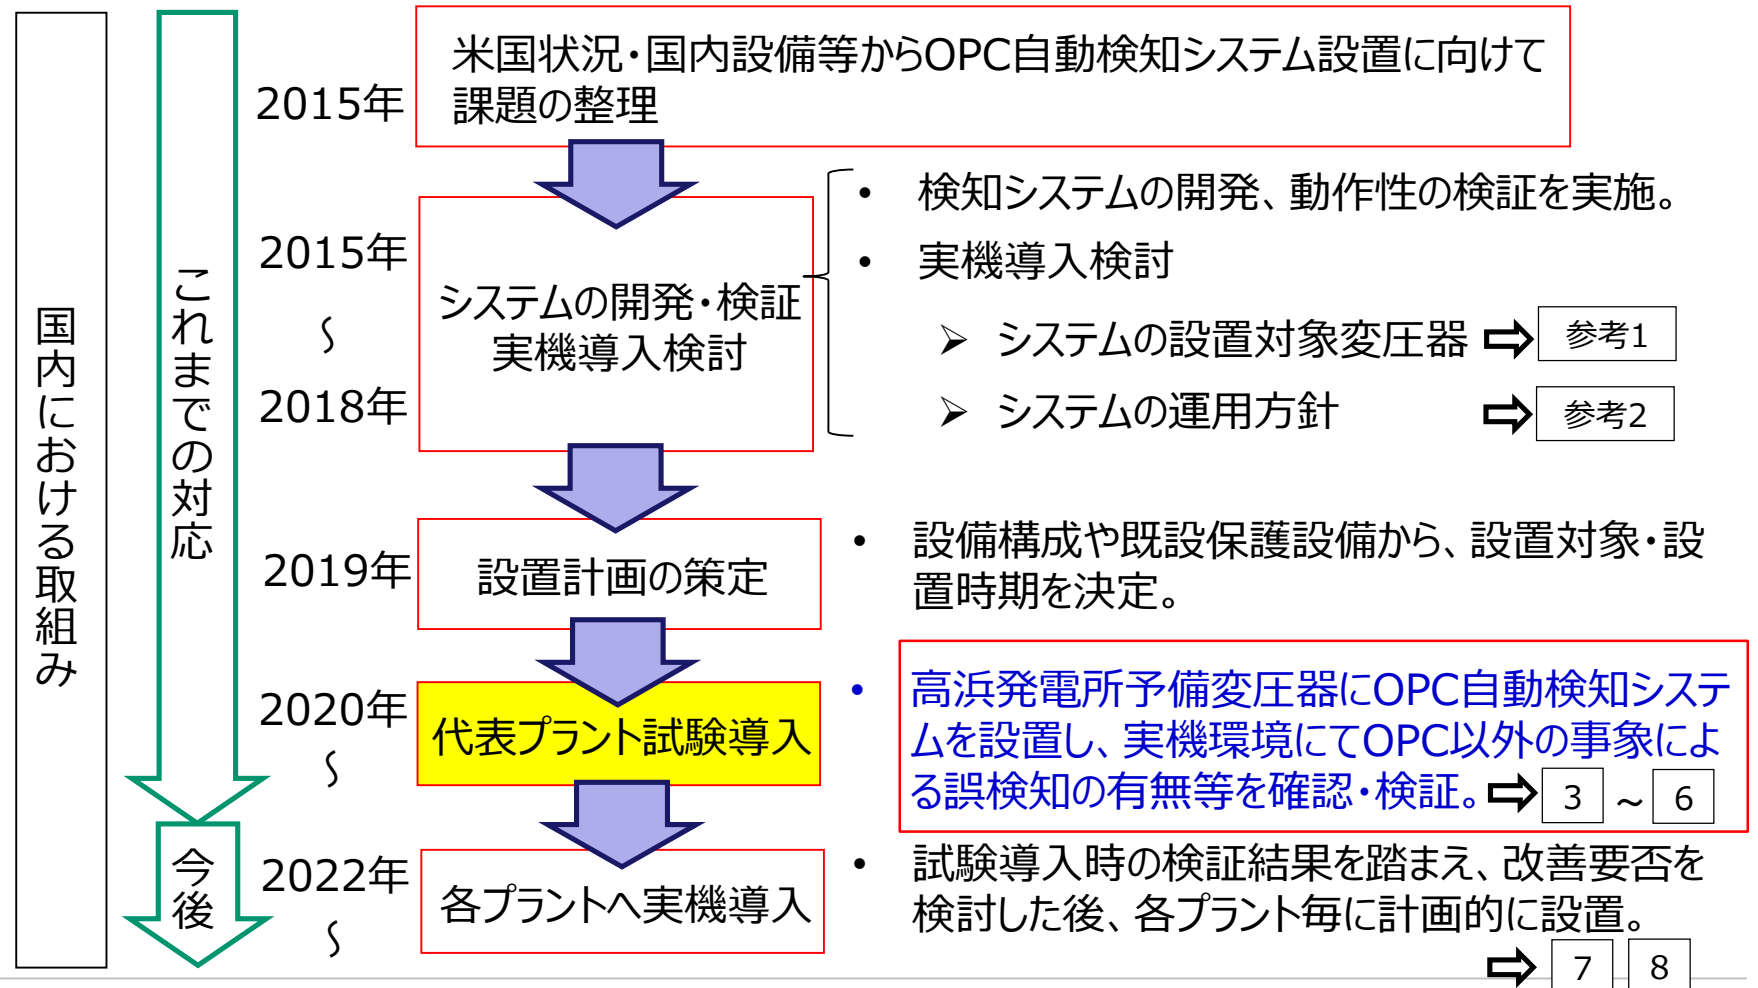 国内における取組み
これまでの対応
今後
2015年
米国状況・国内設備等からOPC自動検知システム設置に向けて
課題の整理
2015年
~
2018年
システムの開発・検証
実機導入検討
• 検知システムの開発、動作性の検証を実施。
• 実機導入検討
➢ システムの設置対象変圧器 ⇨ 参考1
➢ システムの運用方針 ⇨ 参考2
2019年
設置計画の策定
• 設備構成や既設保護設備から、設置対象・設
置時期を決定。
2020年
~
代表プラント試験導入
• 高浜発電所予備変圧器にOPC自動検知システ
ムを設置し、実機環境にてOPC以外の事象によ
る誤検知の有無等を確認・検証。⇨ 3 ~ 6
2022年
~
各プラントへ実機導入
• 試験導入時の検証結果を踏まえ、改善要否を
検討した後、各プラント毎に計画的に設置。
⇨ 7 8